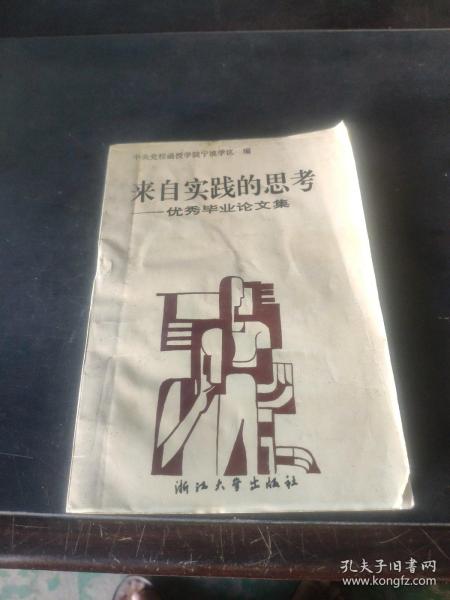 中央党校函授学院宁波学区 编
来自实践的思考
——优秀毕业论文集
浙江大学出版社
孔夫子旧书网
www.kongfz.com